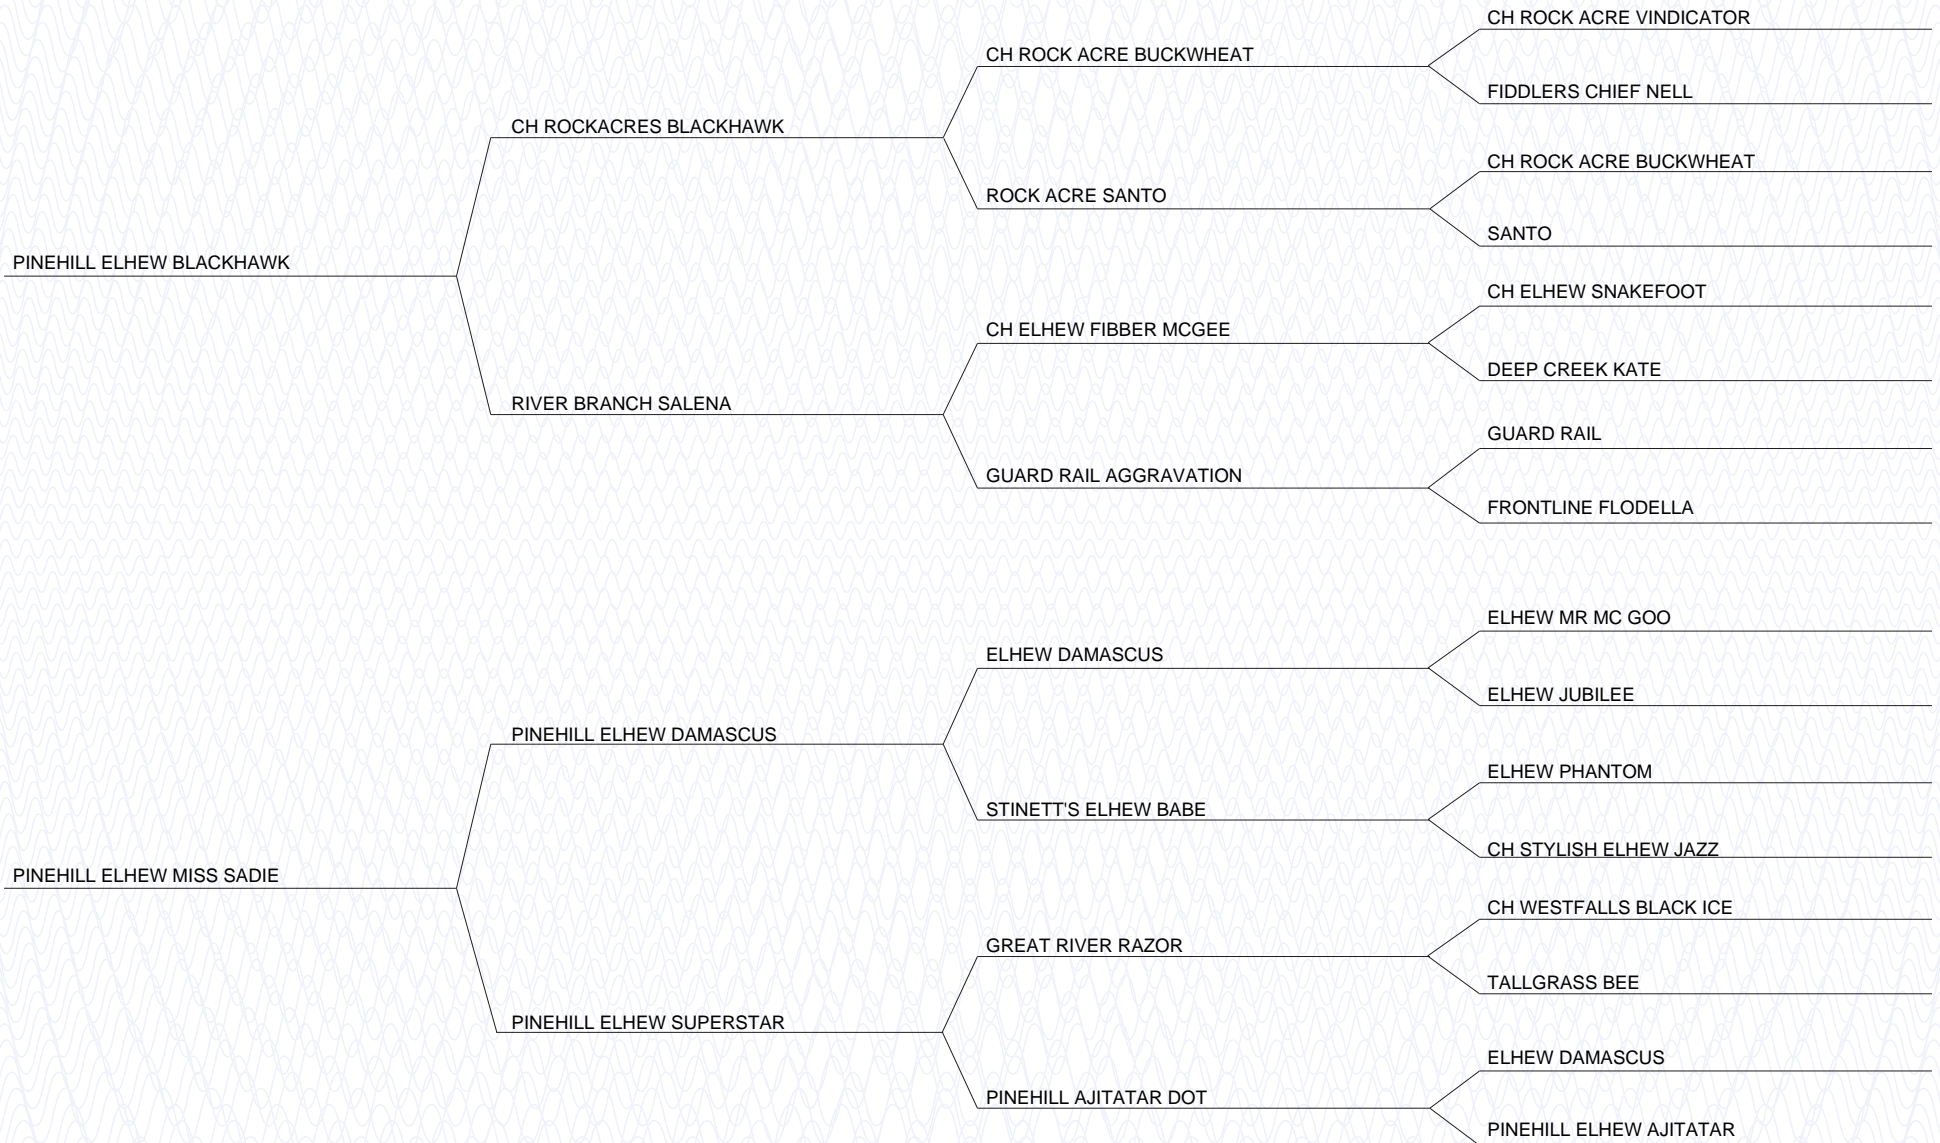 CH ROCK ACRE VINDICATOR
CH ROCK ACRE BUCKWHEAT
FIDDLERS CHIEF NELL
CH ROCKACRES BLACKHAWK
CH ROCK ACRE BUCKWHEAT
ROCK ACRE SANTO
SANTO
PINEHILL ELHEW BLACKHAWK
CH ELHEW SNAKEFOOT
CH ELHEW FIBBER MCGEE
DEEP CREEK KATE
RIVER BRANCH SALENA
GUARD RAIL
GUARD RAIL AGGRAVATION
FRONTLINE FLODELLA
ELHEW MR MC GOO
ELHEW DAMASCUS
ELHEW JUBILEE
PINEHILL ELHEW DAMASCUS
ELHEW PHANTOM
STINETT'S ELHEW BABE
CH STYLISH ELHEW JAZZ
PINEHILL ELHEW MISS SADIE
CH WESTFALLS BLACK ICE
GREAT RIVER RAZOR
TALLGRASS BEE
PINEHILL ELHEW SUPERSTAR
ELHEW DAMASCUS
PINEHILL AJITATAR DOT
PINEHILL ELHEW AJITATAR